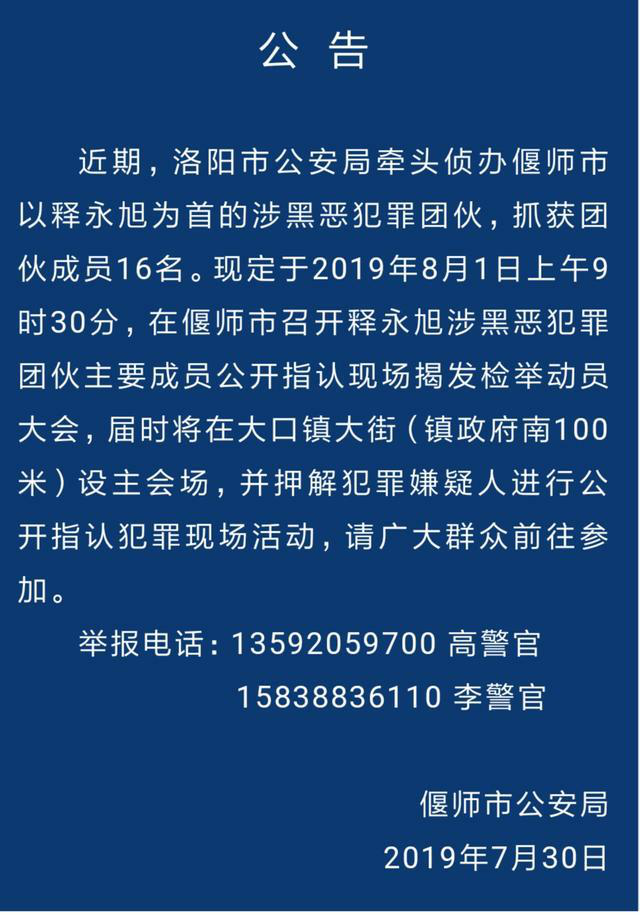 公 告
近期，洛阳市公安局牵头侦办偃师市
以释永旭为首的涉黑恶犯罪团伙，抓获团
伙成员16名。现定于2019年8月1日上午9
时30分，在偃师市召开释永旭涉黑恶犯罪
团伙主要成员公开指认现场揭发检举动员
大会，届时将在大口镇大街（镇政府南100
米）设主会场，并押解犯罪嫌疑人进行公
开指认犯罪现场活动，请广大群众前往参
加。
举报电话：13592059700 高警官
15838836110 李警官
偃师市公安局
2019年7月30日